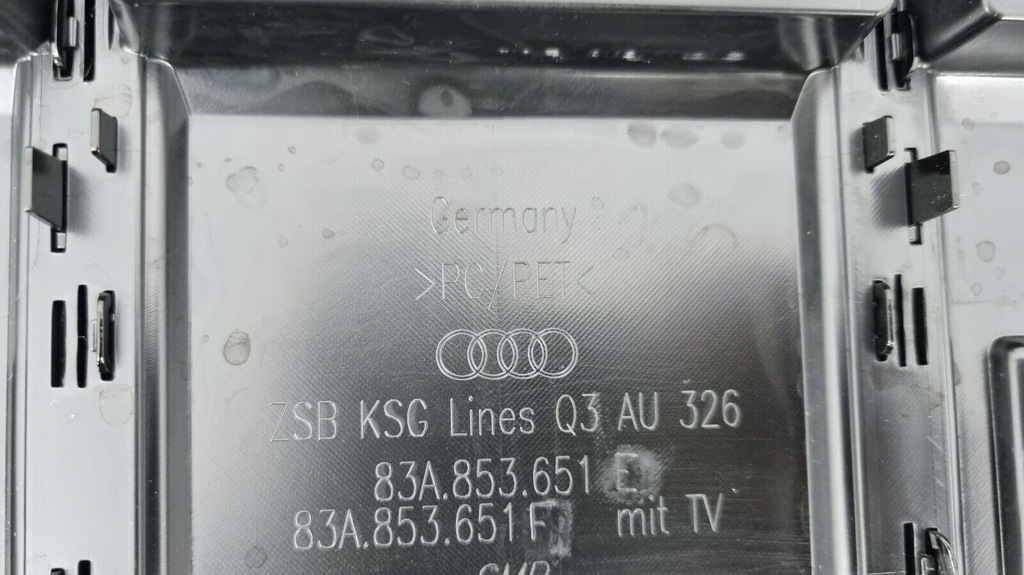 Germany
>PC/PET<
ZSB KSG Lines Q3 AU 326
83A.853.651 E
83A.853.651 F mit TV